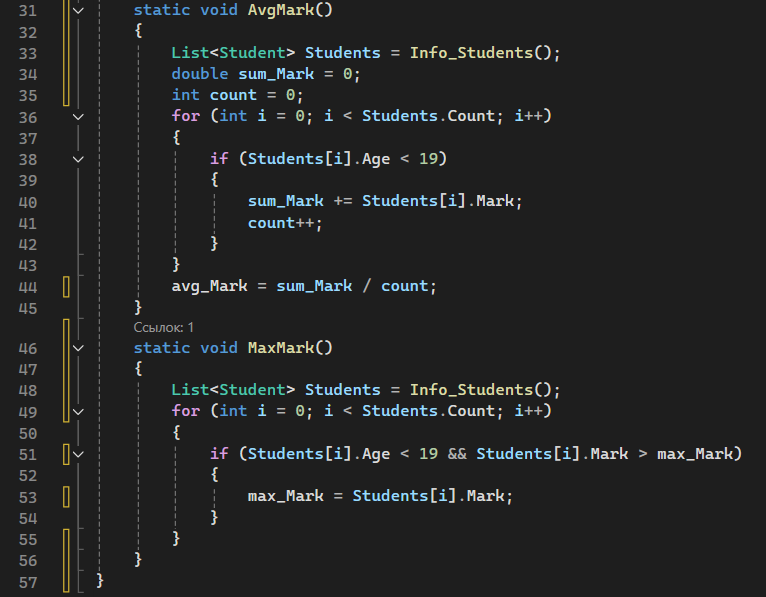 31 static void AvgMark()
32 {
33 List<Student> Students = Info_Students();
34 double sum_Mark = 0;
35 int count = 0;
36 for (int i = 0; i < Students.Count; i++)
37 {
38 if (Students[i].Age < 19)
39 {
40 sum_Mark += Students[i].Mark;
41 count++;
42 }
43 }
44 avg_Mark = sum_Mark / count;
45 }
Ссылок: 1
46 static void MaxMark()
47 {
48 List<Student> Students = Info_Students();
49 for (int i = 0; i < Students.Count; i++)
50 {
51 if (Students[i].Age < 19 && Students[i].Mark > max_Mark)
52 {
53 max_Mark = Students[i].Mark;
54 }
55 }
56 }
57 }